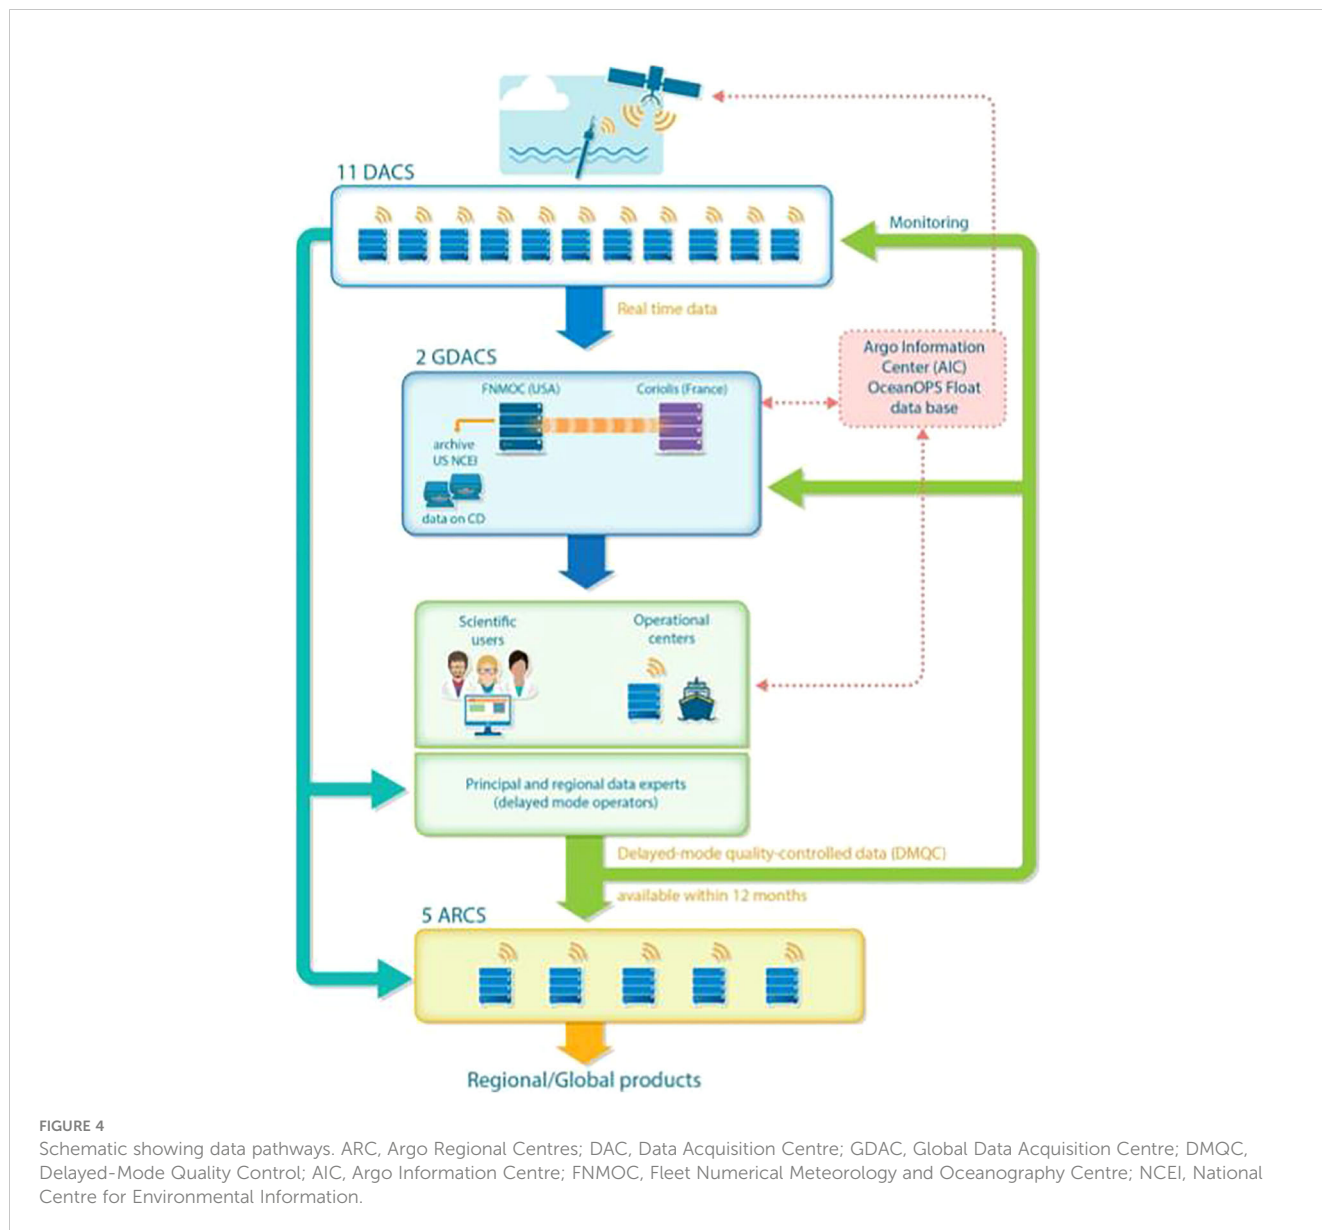 11 DACS
Monitoring
Real time data
2 GDACS
FNMOC (USA)
Coriolis (France)
archive
US NCEI
data on CD
Argo Information
Center (AIC)
OceanOPS Float
data base
Scientific
users
Operational
centers
Principal and regional data experts
(delayed mode operators)
Delayed-mode quality-controlled data (DMQC)
available within 12 months
5 ARCS
Regional/Global products
FIGURE 4
Schematic showing data pathways. ARC, Argo Regional Centres; DAC, Data Acquisition Centre; GDAC, Global Data Acquisition Centre; DMQC,
Delayed-Mode Quality Control; AIC, Argo Information Centre; FNMOC, Fleet Numerical Meteorology and Oceanography Centre; NCEI, National
Centre for Environmental Information.